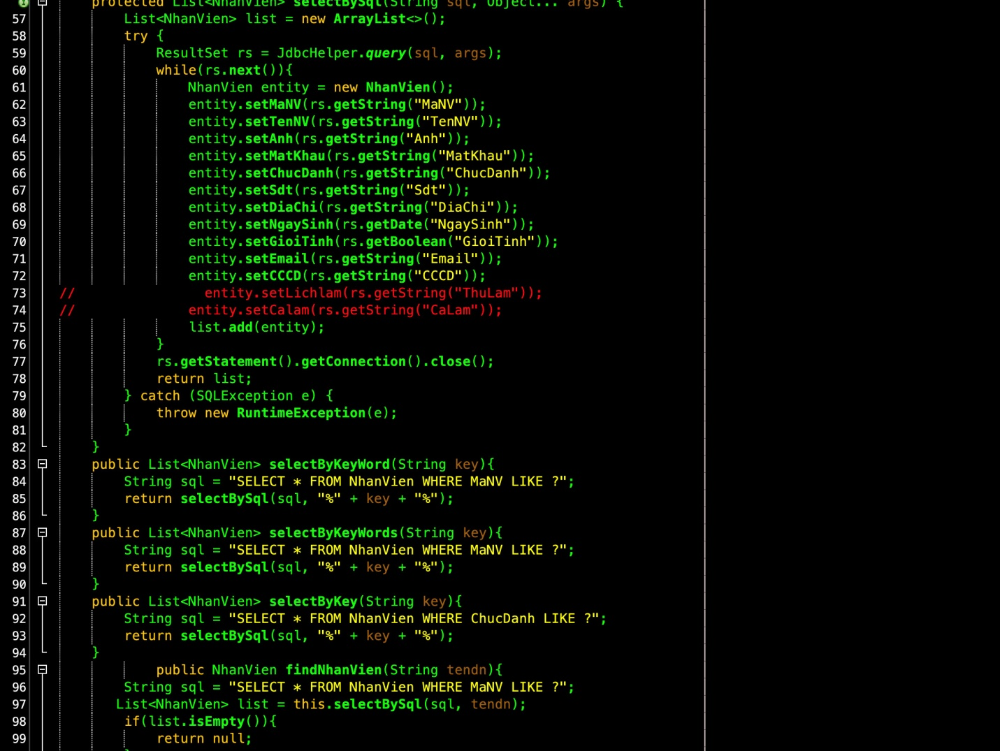 protected List<NhanVien> selectBySql(String sql, Object... args) {
57 List<NhanVien> list = new ArrayList<>();
58 try {
59 ResultSet rs = JdbcHelper.query(sql, args);
60 while(rs.next()){
61 NhanVien entity = new NhanVien();
62 entity.setMaNV(rs.getString("MaNV"));
63 entity.setTenNV(rs.getString("TenNV"));
64 entity.setAnh(rs.getString("Anh"));
65 entity.setMatKhau(rs.getString("MatKhau"));
66 entity.setChucDanh(rs.getString("ChucDanh"));
67 entity.setSdt(rs.getString("Sdt"));
68 entity.setDiaChi(rs.getString("DiaChi"));
69 entity.setNgaySinh(rs.getDate("NgaySinh"));
70 entity.setGioiTinh(rs.getBoolean("GioiTinh"));
71 entity.setEmail(rs.getString("Email"));
72 entity.setCCCD(rs.getString("CCCD"));
73 // entity.setLichlam(rs.getString("ThuLam"));
74 // entity.setCalam(rs.getString("CaLam"));
75 list.add(entity);
76 }
77 rs.getStatement().getConnection().close();
78 return list;
79 } catch (SQLException e) {
80 throw new RuntimeException(e);
81 }
82 }
83 public List<NhanVien> selectByKeyWord(String key){
84 String sql = "SELECT * FROM NhanVien WHERE MaNV LIKE ?";
85 return selectBySql(sql, "%" + key + "%");
86 }
87 public List<NhanVien> selectByKeyWords(String key){
88 String sql = "SELECT * FROM NhanVien WHERE MaNV LIKE ?";
89 return selectBySql(sql, "%" + key + "%");
90 }
91 public List<NhanVien> selectByKey(String key){
92 String sql = "SELECT * FROM NhanVien WHERE ChucDanh LIKE ?";
93 return selectBySql(sql, "%" + key + "%");
94 }
95 public NhanVien findNhanVien(String tendn){
96 String sql = "SELECT * FROM NhanVien WHERE MaNV LIKE ?";
97 List<NhanVien> list = this.selectBySql(sql, tendn);
98 if(list.isEmpty()){
99 return null;